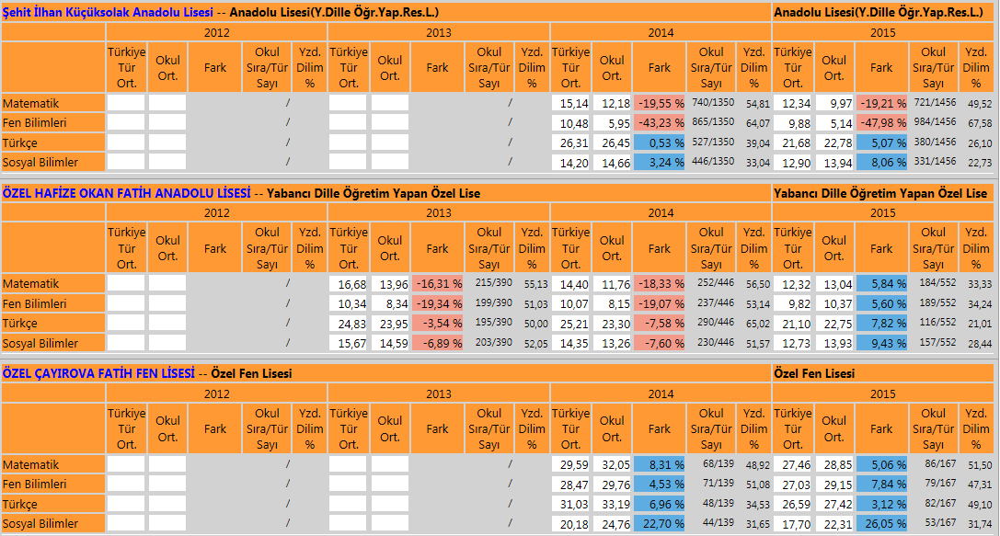 Şehit İlhan Küçüksolak Anadolu Lisesi -- Anadolu Lisesi(Y.Dille Öğr.Yap.Res.L.) Anadolu Lisesi(Y.Dille Öğr.Yap.Res.L.)
2012 2013 2014 2015
Türkiye Tür Ort. Okul Ort. Fark Okul Sıra/Tür Sayı Yzd. Dilim % Türkiye Tür Ort. Okul Ort. Fark Okul Sıra/Tür Sayı Yzd. Dilim % Türkiye Tür Ort. Okul Ort. Fark Okul Sıra/Tür Sayı Yzd. Dilim % Türkiye Tür Ort. Okul Ort. Fark Okul Sıra/Tür Sayı Yzd. Dilim %
Matematik / / 15,14 12,18 -19,55 % 740/1350 54,81 12,34 9,97 -19,21 % 721/1456 49,52
Fen Bilimleri / / 10,48 5,95 -43,23 % 865/1350 64,07 9,88 5,14 -47,98 % 984/1456 67,58
Türkçe / / 26,31 26,45 0,53 % 527/1350 39,04 21,68 22,78 5,07 % 380/1456 26,10
Sosyal Bilimler / / 14,20 14,66 3,24 % 446/1350 33,04 12,90 13,94 8,06 % 331/1456 22,73
ÖZEL HAFİZE OKAN FATİH ANADOLU LİSESİ -- Yabancı Dille Öğretim Yapan Özel Lise Yabancı Dille Öğretim Yapan Özel Lise
2012 2013 2014 2015
Türkiye Tür Ort. Okul Ort. Fark Okul Sıra/Tür Sayı Yzd. Dilim % Türkiye Tür Ort. Okul Ort. Fark Okul Sıra/Tür Sayı Yzd. Dilim % Türkiye Tür Ort. Okul Ort. Fark Okul Sıra/Tür Sayı Yzd. Dilim % Türkiye Tür Ort. Okul Ort. Fark Okul Sıra/Tür Sayı Yzd. Dilim %
Matematik / 16,68 13,96 -16,31 % 215/390 55,13 14,40 11,76 -18,33 % 252/446 56,50 12,32 13,04 5,84 % 184/552 33,33
Fen Bilimleri / 10,34 8,34 -19,34 % 199/390 51,03 10,07 8,15 -19,07 % 237/446 53,14 9,82 10,37 5,60 % 189/552 34,24
Türkçe / 24,83 23,95 -3,54 % 195/390 50,00 25,21 23,30 -7,58 % 290/446 65,02 21,10 22,75 7,82 % 116/552 21,01
Sosyal Bilimler / 15,67 14,59 -6,89 % 203/390 52,05 14,35 13,26 -7,60 % 230/446 51,57 12,73 13,93 9,43 % 157/552 28,44
ÖZEL ÇAYIROVA FATİH FEN LİSESİ -- Özel Fen Lisesi Özel Fen Lisesi
2012 2013 2014 2015
Türkiye Tür Ort. Okul Ort. Fark Okul Sıra/Tür Sayı Yzd. Dilim % Türkiye Tür Ort. Okul Ort. Fark Okul Sıra/Tür Sayı Yzd. Dilim % Türkiye Tür Ort. Okul Ort. Fark Okul Sıra/Tür Sayı Yzd. Dilim % Türkiye Tür Ort. Okul Ort. Fark Okul Sıra/Tür Sayı Yzd. Dilim %
Matematik / / 29,59 32,05 8,31 % 68/139 48,92 27,46 28,85 5,06 % 86/167 51,50
Fen Bilimleri / / 28,47 29,76 4,53 % 71/139 51,08 27,03 29,15 7,84 % 79/167 47,31
Türkçe / / 31,03 33,19 6,96 % 48/139 34,53 26,59 27,42 3,12 % 82/167 49,10
Sosyal Bilimler / / 20,18 24,76 22,70 % 44/139 31,65 17,70 22,31 26,05 % 53/167 31,74